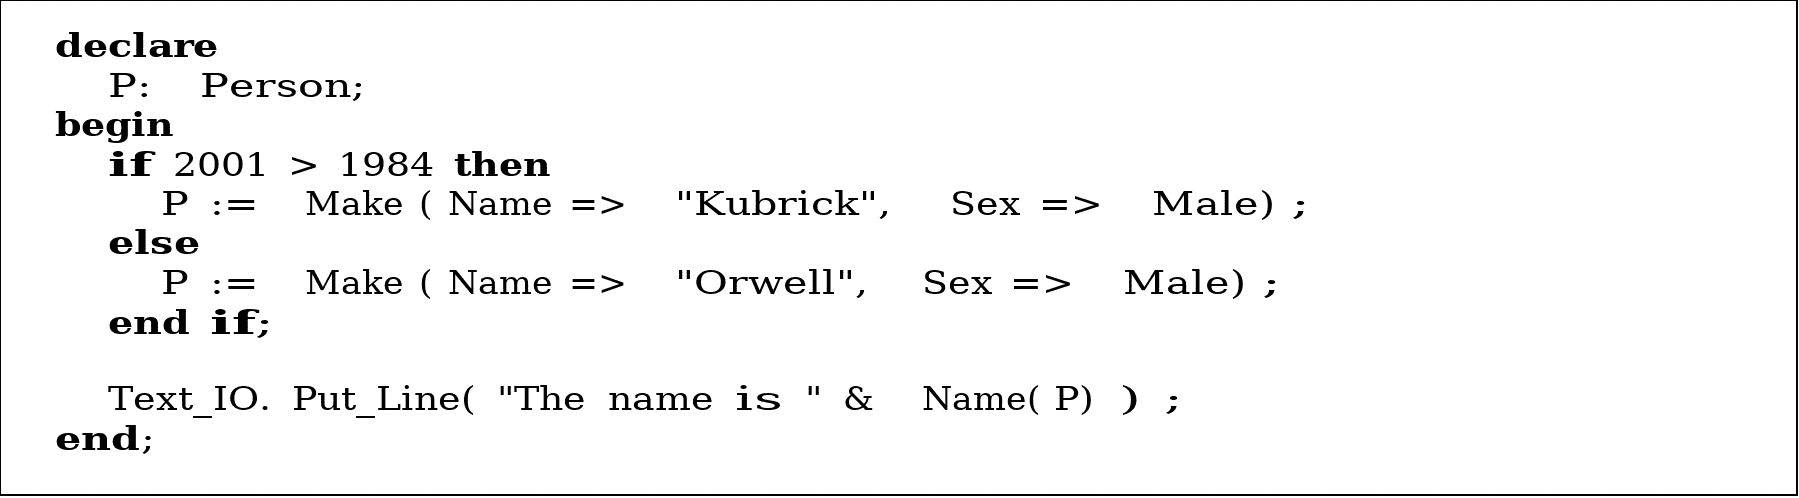 declare
P: Person;
begin
if 2001 > 1984 then
P := Make ( Name => "Kubrick", Sex => Male) ;
else
P := Make ( Name => "Orwell", Sex => Male) ;
end if;
Text_IO. Put_Line( "The name is " & Name( P) ) ;
end;